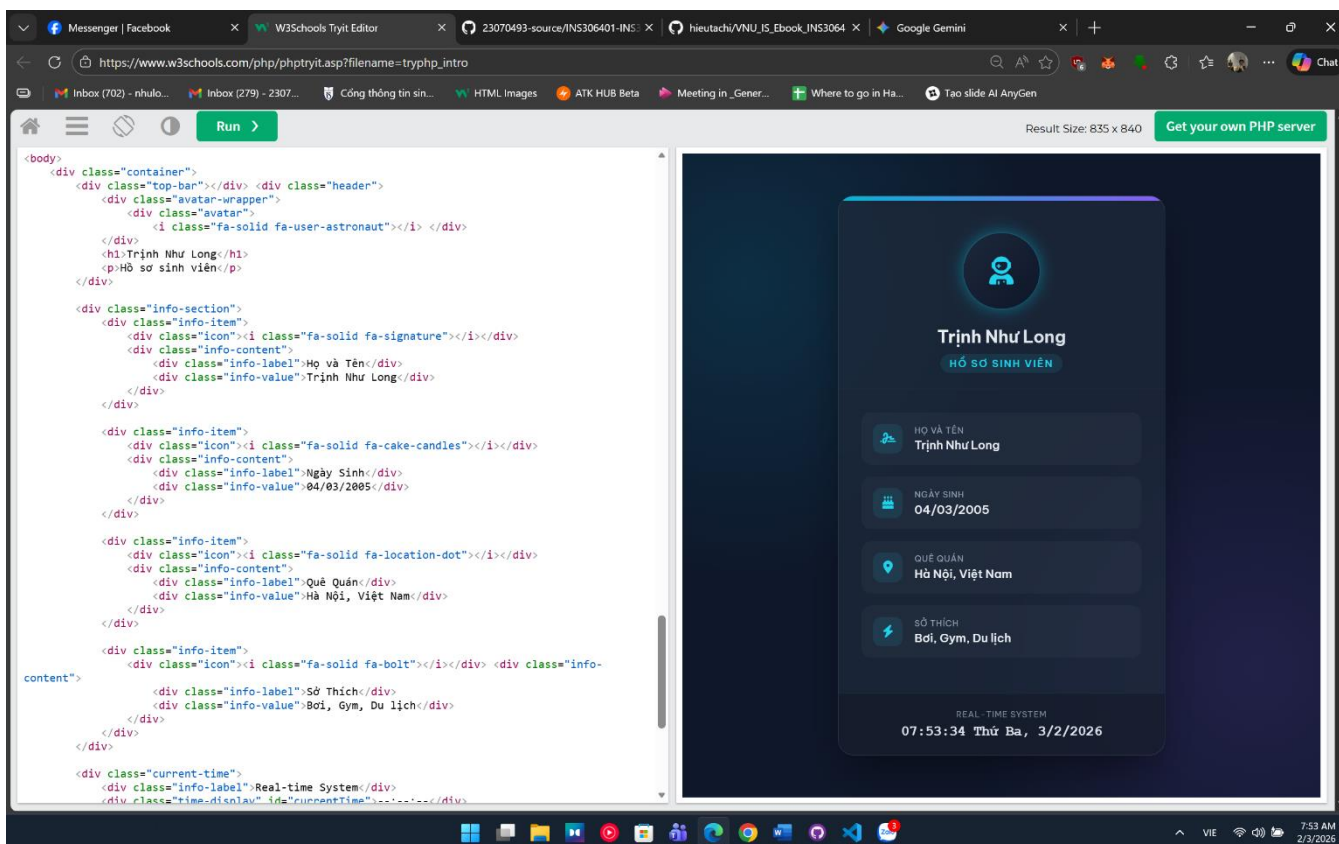 Messenger | Facebook
W3Schools Tryit Editor
23070493-source/INS306401-INS3
hieutachi/VNU_IS_Ebook_INS3064
Google Gemini
https://www.w3schools.com/php/phptryit.asp?filename=tryphp_intro
Chat
Inbox (702) - nhulo...
Inbox (279) - 2307...
Cổng thông tin sin...
HTML Images
ATK HUB Beta
Meeting in _Gener...
Where to go in Ha...
Tạo slide AI AnyGen
Run ❯
Result Size: 835 x 840
Get your own PHP server
<body>
<div class="container">
<div class="top-bar"></div> <div class="header">
<div class="avatar-wrapper">
<div class="avatar">
<i class="fa-solid fa-user-astronaut"></i> </div>
</div>
<h1>Trịnh Như Long</h1>
<p>Hồ sơ sinh viên</p>
</div>
<div class="info-section">
<div class="info-item">
<div class="icon"><i class="fa-solid fa-signature"></i></div>
<div class="info-content">
<div class="info-label">Họ và Tên</div>
<div class="info-value">Trịnh Như Long</div>
</div>
</div>
<div class="info-item">
<div class="icon"><i class="fa-solid fa-cake-candles"></i></div>
<div class="info-content">
<div class="info-label">Ngày Sinh</div>
<div class="info-value">04/03/2005</div>
</div>
</div>
<div class="info-item">
<div class="icon"><i class="fa-solid fa-location-dot"></i></div>
<div class="info-content">
<div class="info-label">Quê Quán</div>
<div class="info-value">Hà Nội, Việt Nam</div>
</div>
</div>
<div class="info-item">
<div class="icon"><i class="fa-solid fa-bolt"></i></div> <div class="info-
content">
<div class="info-label">Sở Thích</div>
<div class="info-value">Bơi, Gym, Du lịch</div>
</div>
</div>
</div>
<div class="current-time">
<div class="info-label">Real-time System</div>
<div class="time-display" id="currentTime">--:--:--</div>
Trịnh Như Long
HỒ SƠ SINH VIÊN
HỌ VÀ TÊN
Trịnh Như Long
NGÀY SINH
04/03/2005
QUÊ QUÁN
Hà Nội, Việt Nam
SỞ THÍCH
Bơi, Gym, Du lịch
REAL-TIME SYSTEM
07:53:34 Thứ Ba, 3/2/2026
VIE
7:53 AM
2/3/2026